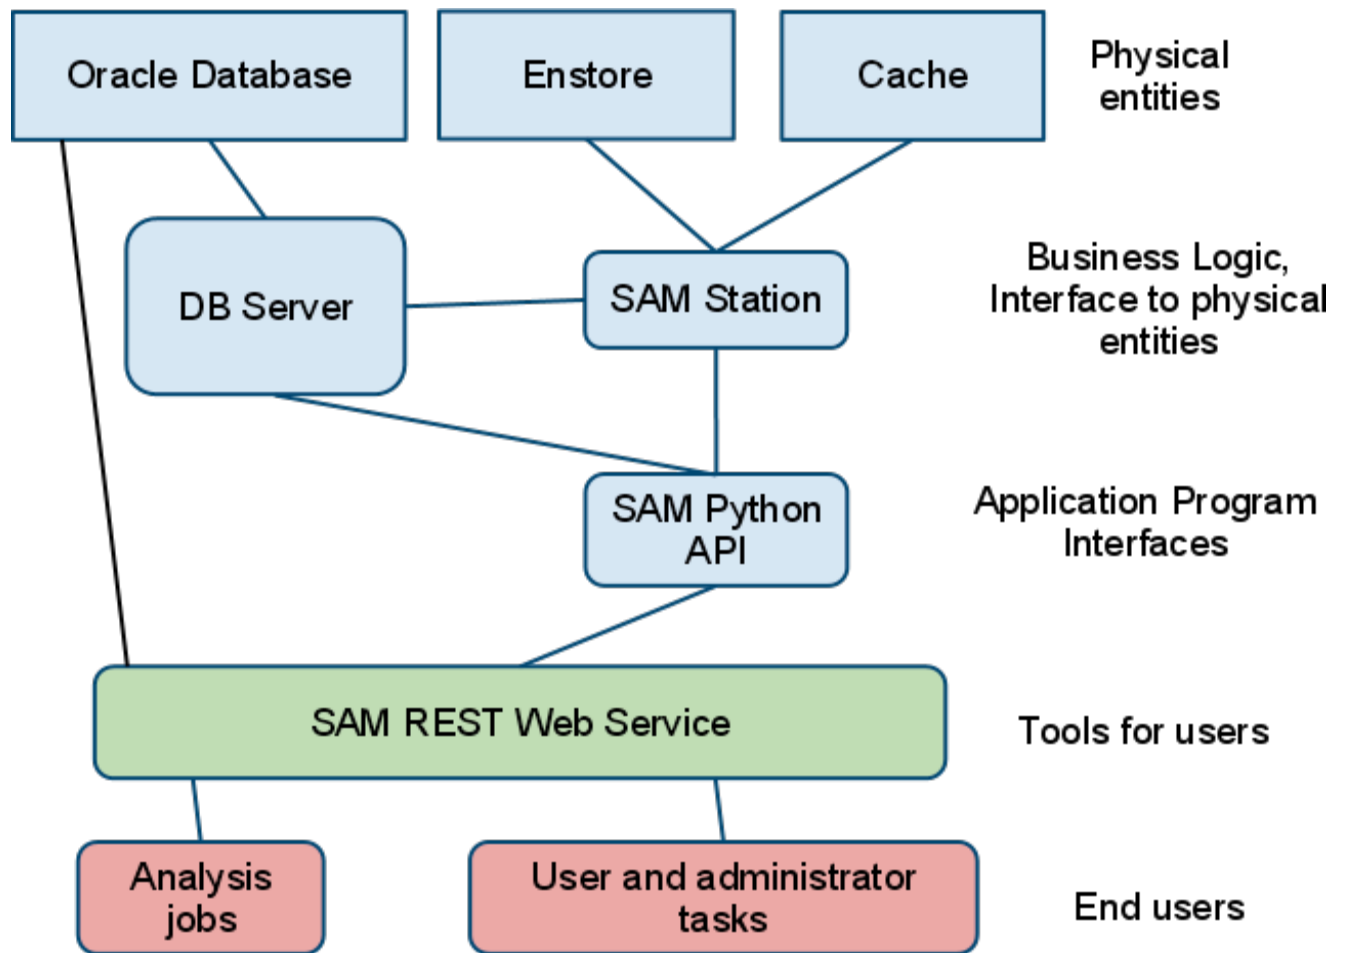 Oracle Database
Enstore
Cache
Physical
entities
DB Server
SAM Station
Business Logic,
Interface to physical
entities
SAM Python
API
Application Program
Interfaces
SAM REST Web Service
Tools for users
Analysis
jobs
User and administrator
tasks
End users